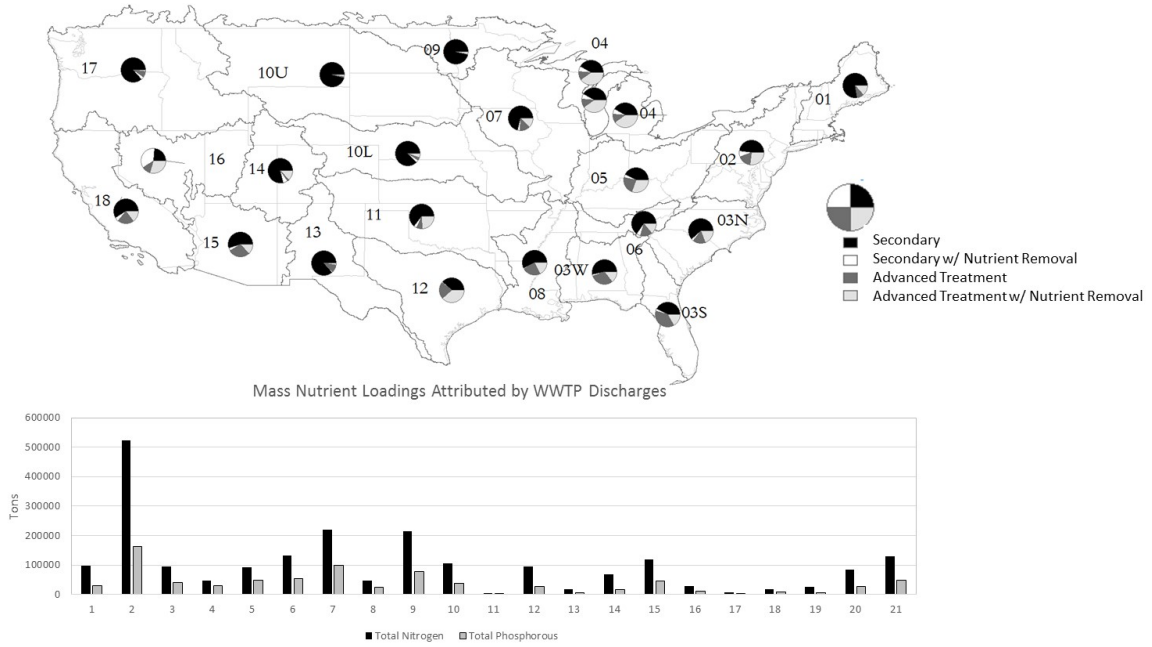 04
09
17
10U
01
07
04
10L
02
16
14
05
18
11
03N
13
15
06
03W
12
08
03S
Secondary
Secondary w/ Nutrient Removal
Advanced Treatment
Advanced Treatment w/ Nutrient Removal
Mass Nutrient Loadings Attributed by WWTP Discharges
600000
500000
400000
300000
200000
100000
0
Tons
1 2 3 4 5 6 7 8 9 10 11 12 13 14 15 16 17 18 19 20 21
Total Nitrogen Total Phosphorous